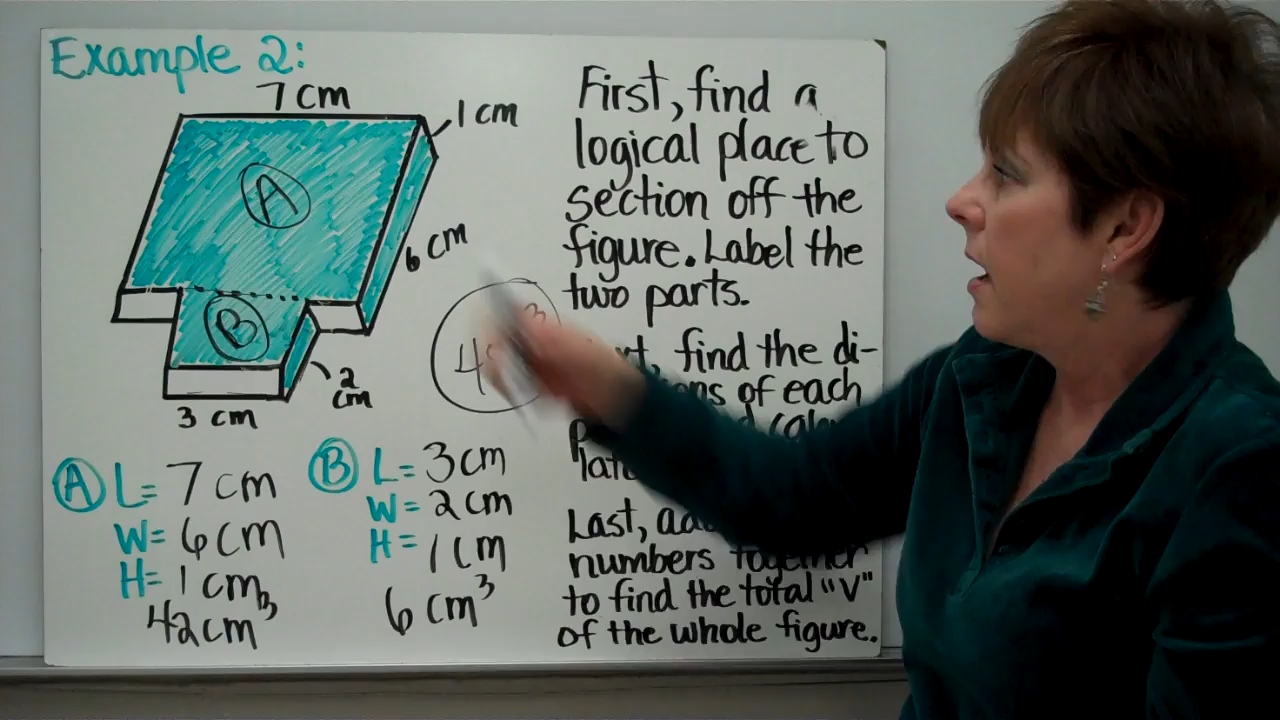 Example 2:
7 cm
1 cm
A
6 cm
B
2
cm
3 cm
3
A L= 7 cm
W= 6 cm
H= 1 cm
42 cm³
B L= 3 cm
W= 2 cm
H= 1 cm
6 cm³
First, find a
logical place to
section off the
figure. Label the
two parts.
find the di-
of each
Last,
numbers together
to find the total "V"
of the whole figure.